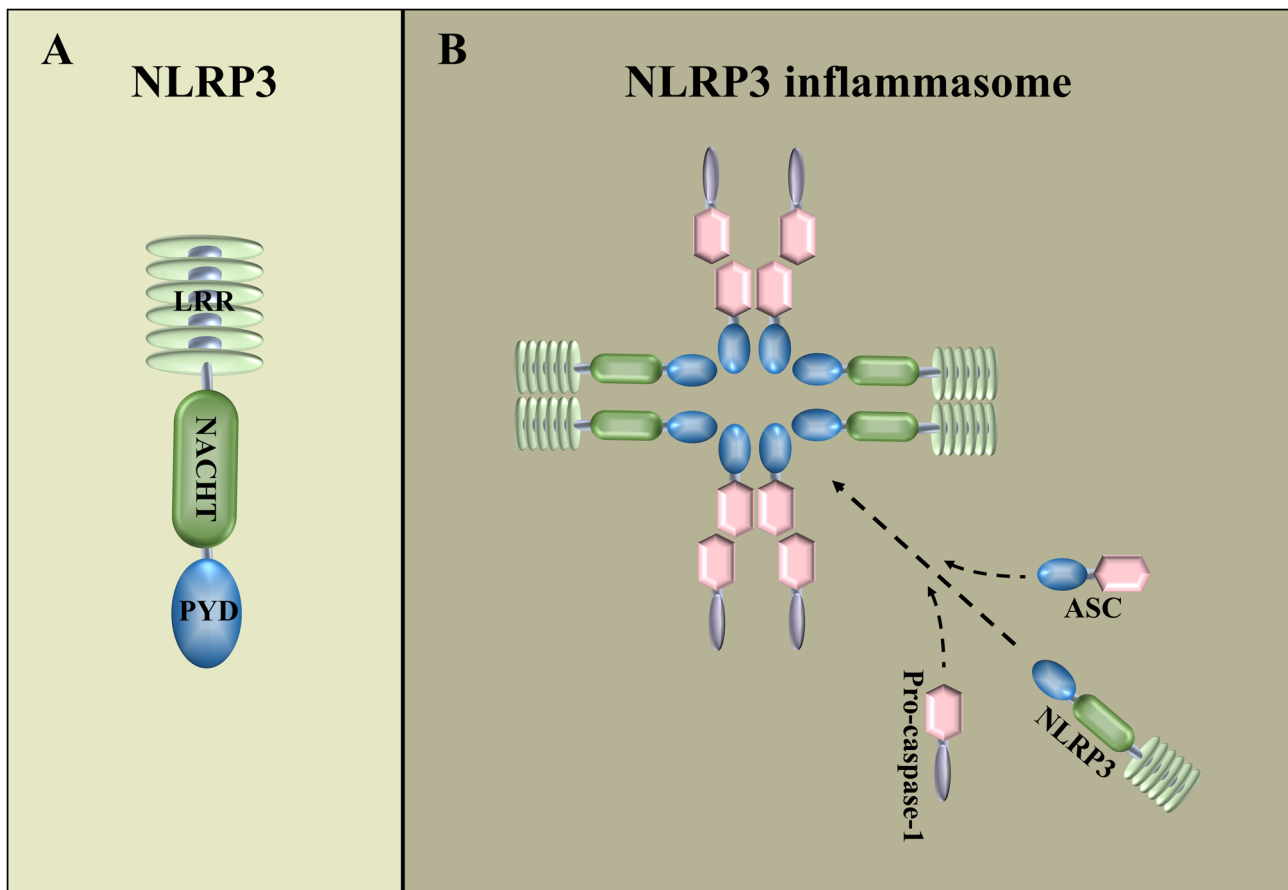 A
NLRP3
LRR
NACHT
PYD
B
NLRP3 inflammasome
ASC
NLRP3
Pro-caspase-1